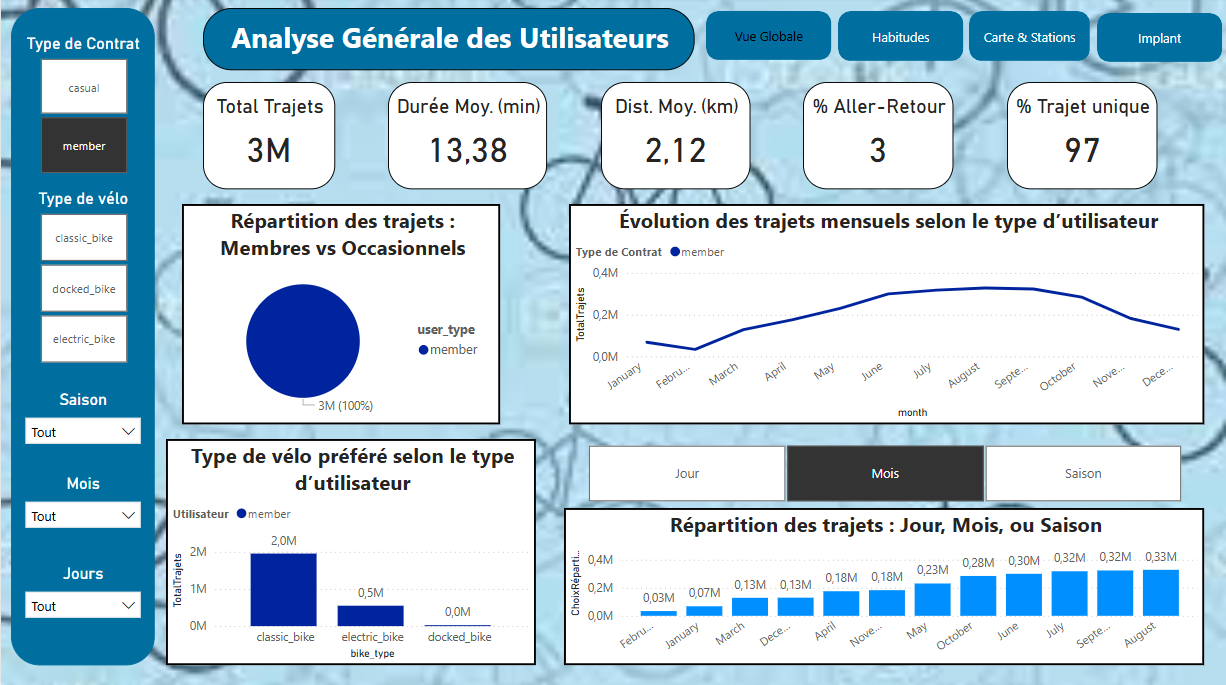 Type de Contrat
casual
member
Type de vélo
classic_bike
docked_bike
electric_bike
Saison
Tout
Mois
Tout
Jours
Tout
Analyse Générale des Utilisateurs
Vue Globale
Habitudes
Carte & Stations
Implant
Total Trajets
3M
Durée Moy. (min)
13,38
Dist. Moy. (km)
2,12
% Aller-Retour
3
% Trajet unique
97
Répartition des trajets :
Membres vs Occasionnels
user_type
member
3M (100%)
Évolution des trajets mensuels selon le type d’utilisateur
Type de Contrat member
TotalTrajets
0,4M
0,2M
0,0M
January Febru... March April May June July August Septe... October Nove... Dece...
month
Type de vélo préféré selon le type
d’utilisateur
Utilisateur member
TotalTrajets
2M
1M
0M
2,0M 0,5M 0,0M
classic_bike electric_bike docked_bike
bike_type
Jour Mois Saison
Répartition des trajets : Jour, Mois, ou Saison
ChoixRéparti...
0,4M
0,2M
0,0M
0,03M 0,07M 0,13M 0,13M 0,18M 0,18M 0,23M 0,28M 0,30M 0,32M 0,32M 0,33M
Febru... January March Dece... April Nove... May October June July Septe... August